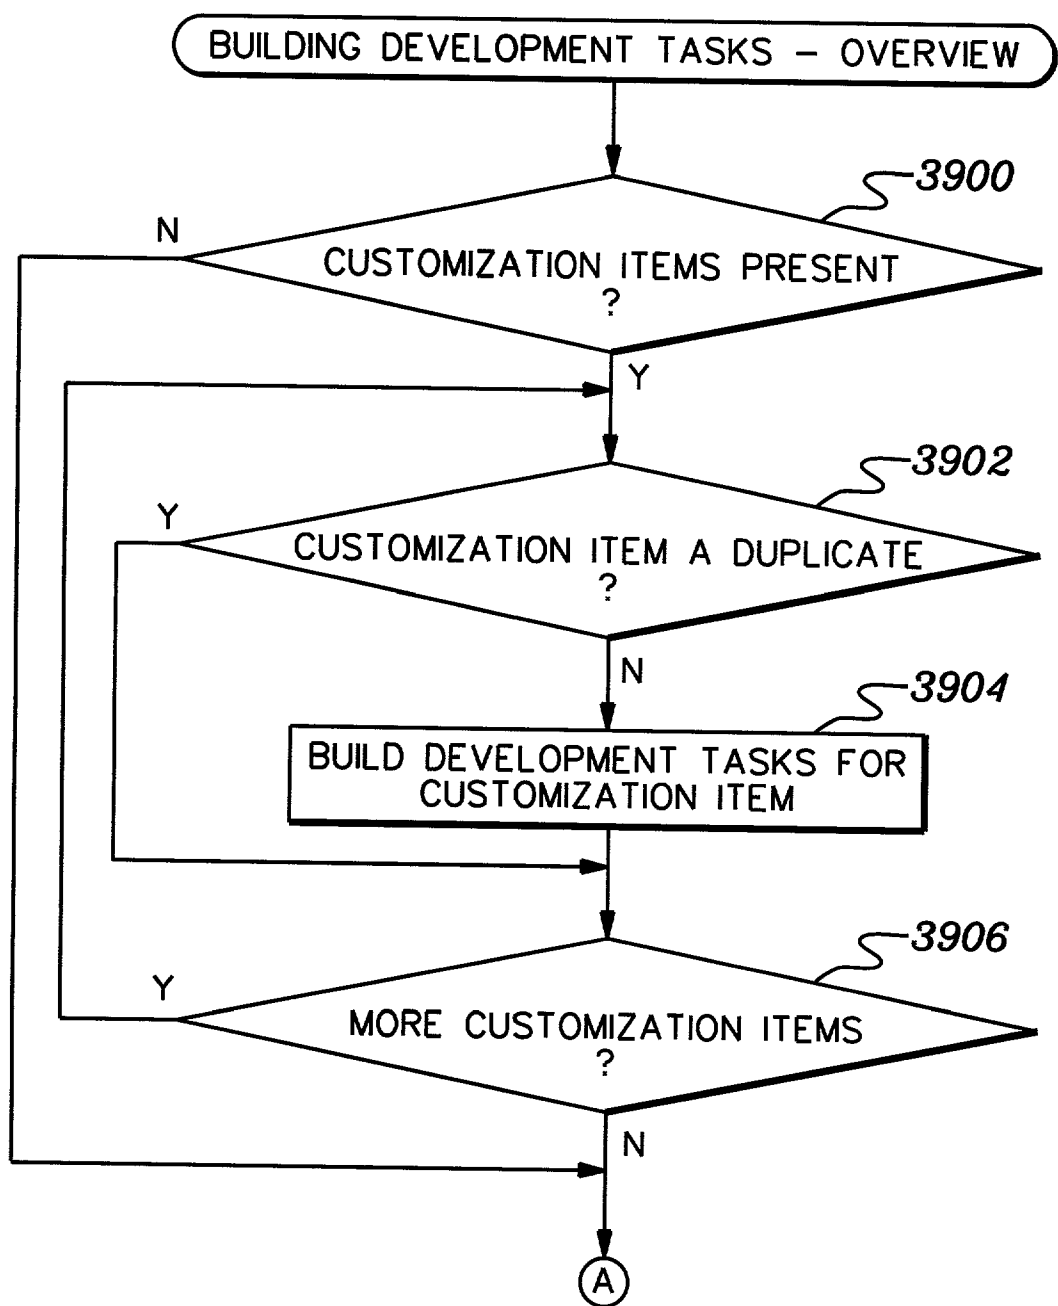 BUILDING DEVELOPMENT TASKS – OVERVIEW
3900
N
CUSTOMIZATION ITEMS PRESENT
?
Y
3902
Y
CUSTOMIZATION ITEM A DUPLICATE
?
N
3904
BUILD DEVELOPMENT TASKS FOR
CUSTOMIZATION ITEM
3906
Y
MORE CUSTOMIZATION ITEMS
?
N
A